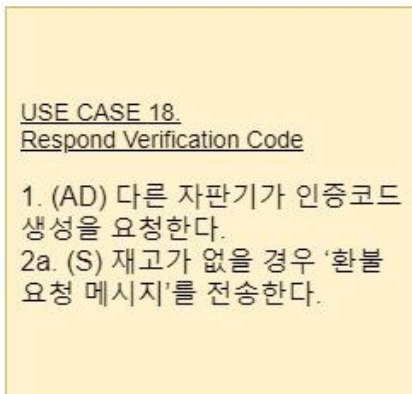 USE CASE 18.
Respond Verification Code
1. (AD) 다른 자판기가 인증코드
생성을 요청한다.
2a. (S) 재고가 없을 경우 ‘환불
요청 메시지’를 전송한다.